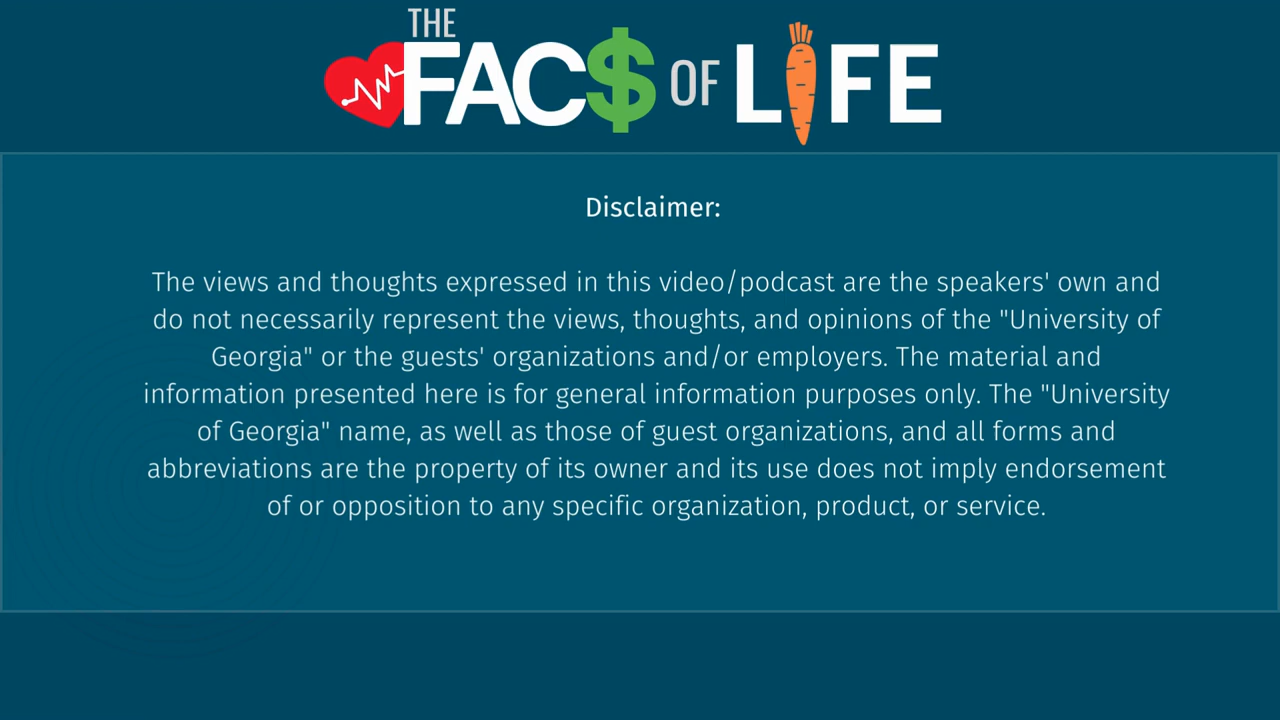 THE
FAC$ OF LIFE
Disclaimer:
The views and thoughts expressed in this video/podcast are the speakers' own and
do not necessarily represent the views, thoughts, and opinions of the "University of
Georgia" or the guests' organizations and/or employers. The material and
information presented here is for general information purposes only. The "University
of Georgia" name, as well as those of guest organizations, and all forms and
abbreviations are the property of its owner and its use does not imply endorsement
of or opposition to any specific organization, product, or service.